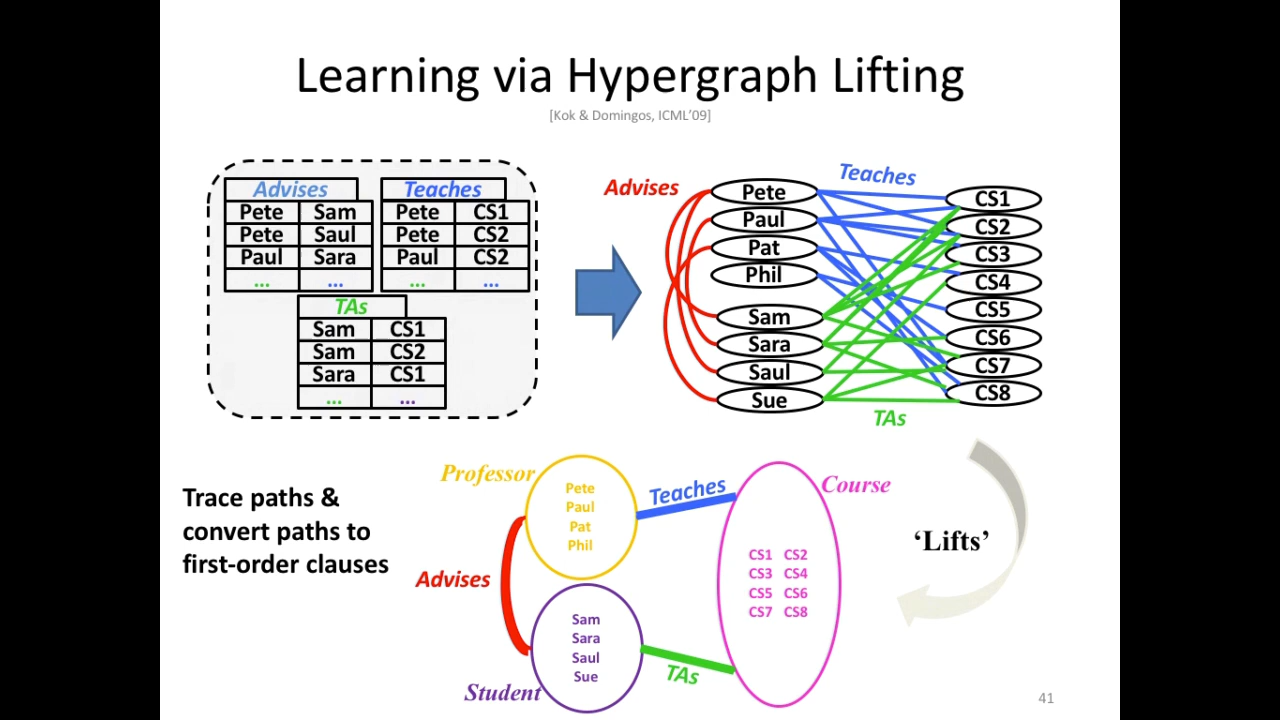 Learning via Hypergraph Lifting
[Kok & Domingos, ICML'09]
Advises
Pete Sam
Pete Saul
Paul Sara
... ...
Teaches
Pete CS1
Pete CS2
Paul CS2
... ...
TAs
Sam CS1
Sam CS2
Sara CS1
... ...
Advises
Teaches
Pete
Paul
Pat
Phil
Sam
Sara
Saul
Sue
CS1
CS2
CS3
CS4
CS5
CS6
CS7
CS8
TAs
Trace paths &
convert paths to
first-order clauses
Professor
Pete
Paul
Pat
Phil
Teaches
Course
CS1 CS2
CS3 CS4
CS5 CS6
CS7 CS8
Advises
Sam
Sara
Saul
Sue
Student
TAs
‘Lifts’
41